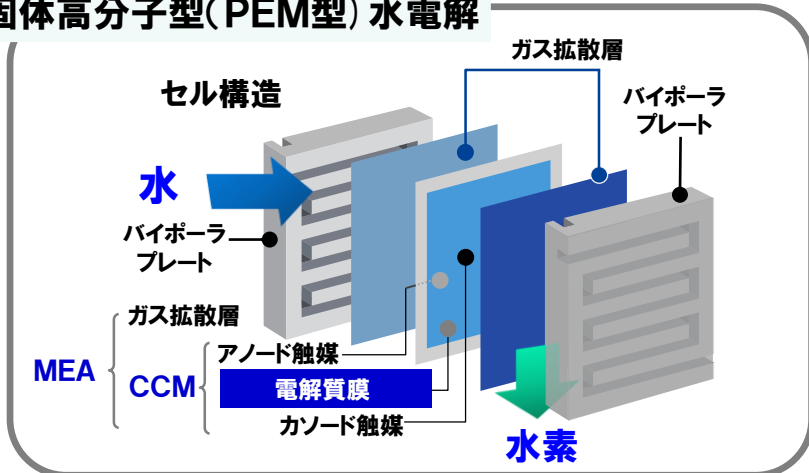 固体高分子型(PEM型)水電解
セル構造
ガス拡散層
バイポーラ
プレート
水
バイポーラ
プレート
ガス拡散層
MEA
CCM
アノード触媒
電解質膜
カソード触媒
水素